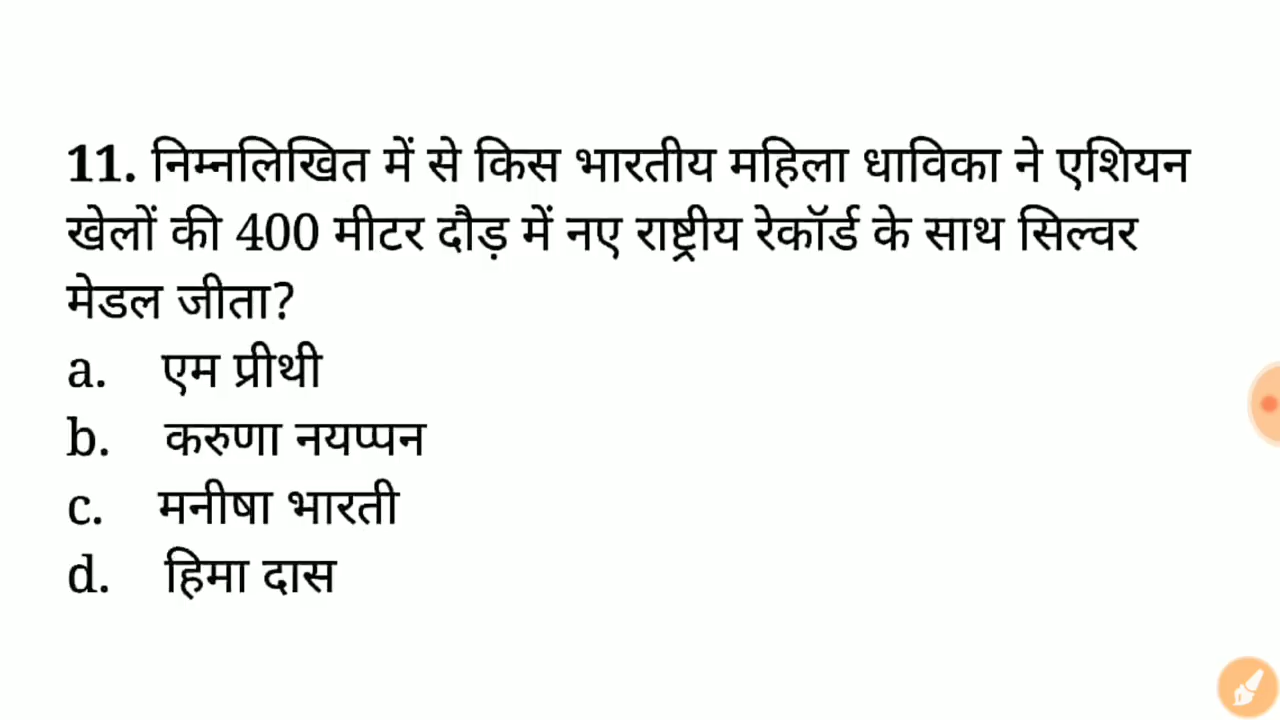 11. निम्नलिखित में से किस भारतीय महिला धाविका ने एशियन
खेलों की 400 मीटर दौड़ में नए राष्ट्रीय रेकॉर्ड के साथ सिल्वर
मेडल जीता?
a. एम प्रीथी
b. करुणा नयप्पन
c. मनीषा भारती
d. हिमा दास